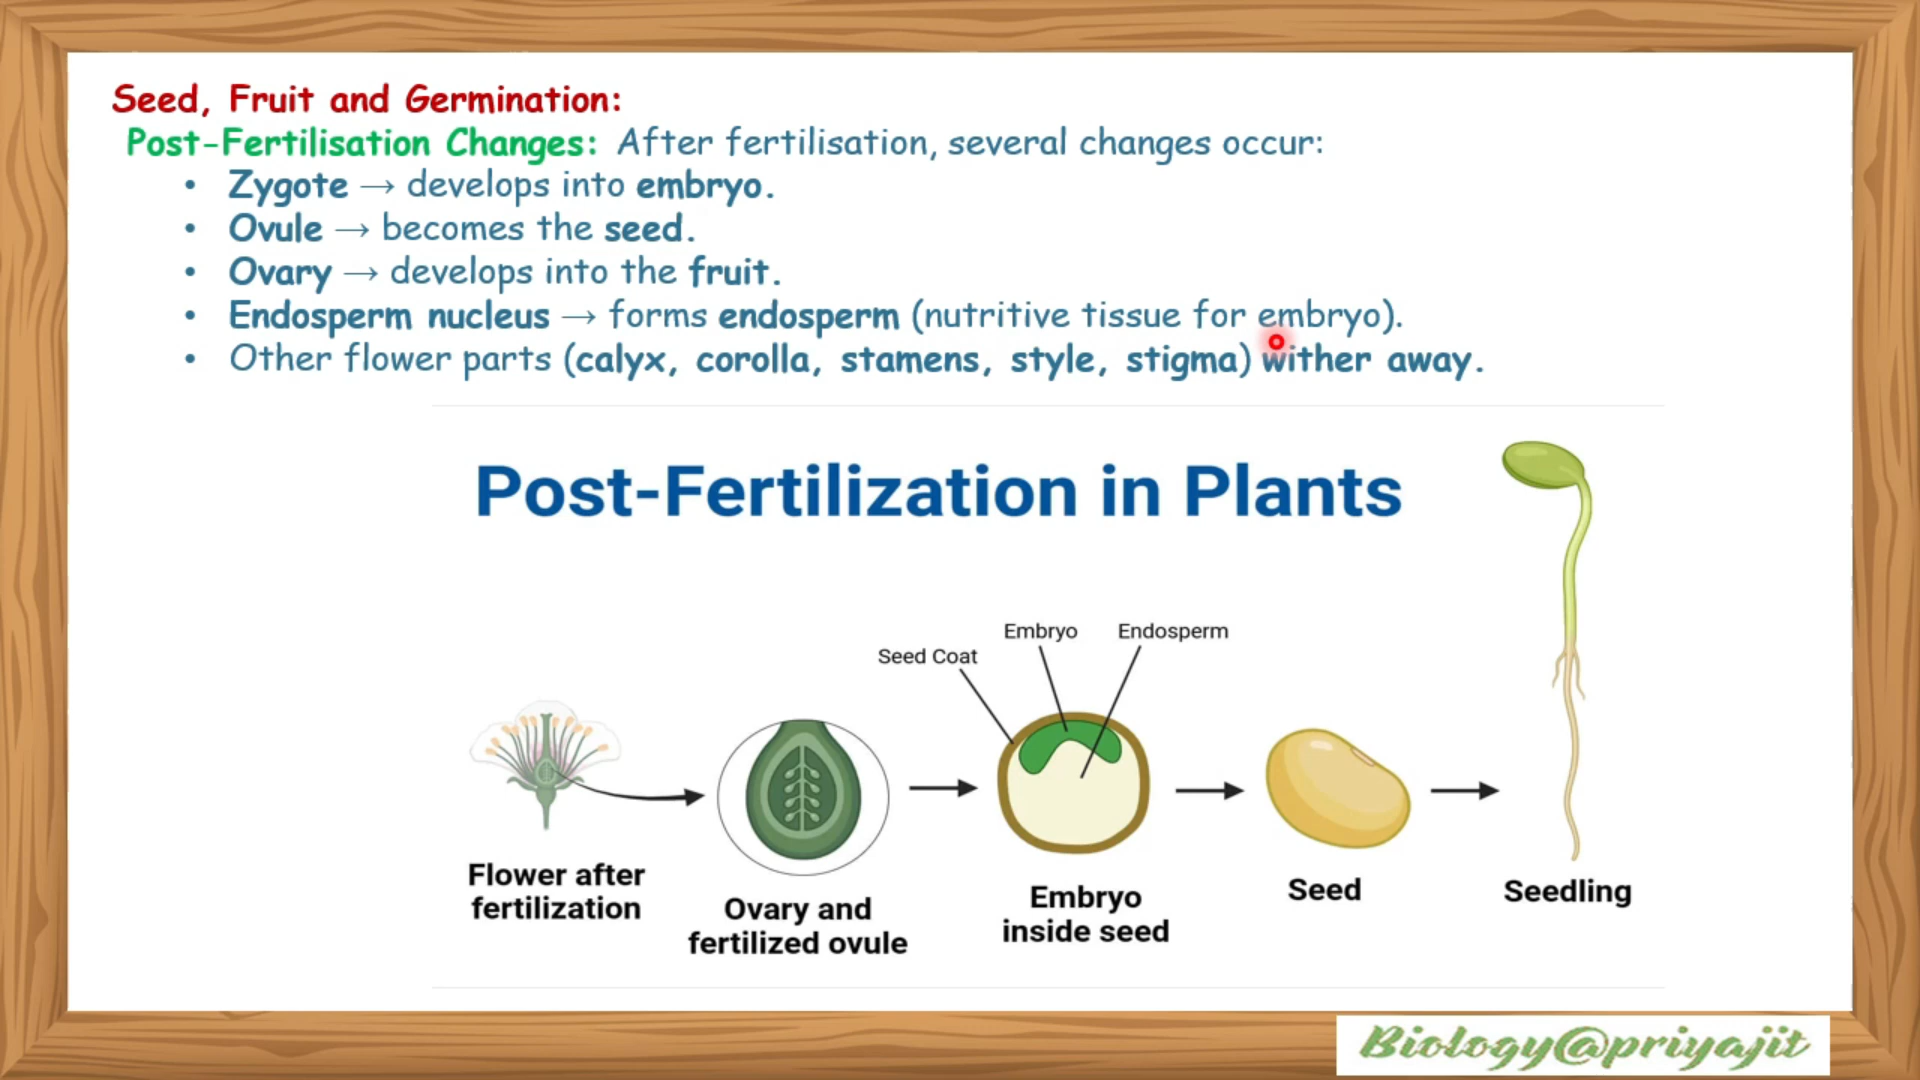 Seed, Fruit and Germination:
Post-Fertilisation Changes: After fertilisation, several changes occur:
• Zygote → develops into embryo.
• Ovule → becomes the seed.
• Ovary → develops into the fruit.
• Endosperm nucleus → forms endosperm (nutritive tissue for embryo).
• Other flower parts (calyx, corolla, stamens, style, stigma) wither away.
Post-Fertilization in Plants
Embryo
Endosperm
Seed Coat
Flower after
fertilization
Ovary and
fertilized ovule
Embryo
inside seed
Seed
Seedling
Biology@priyajit